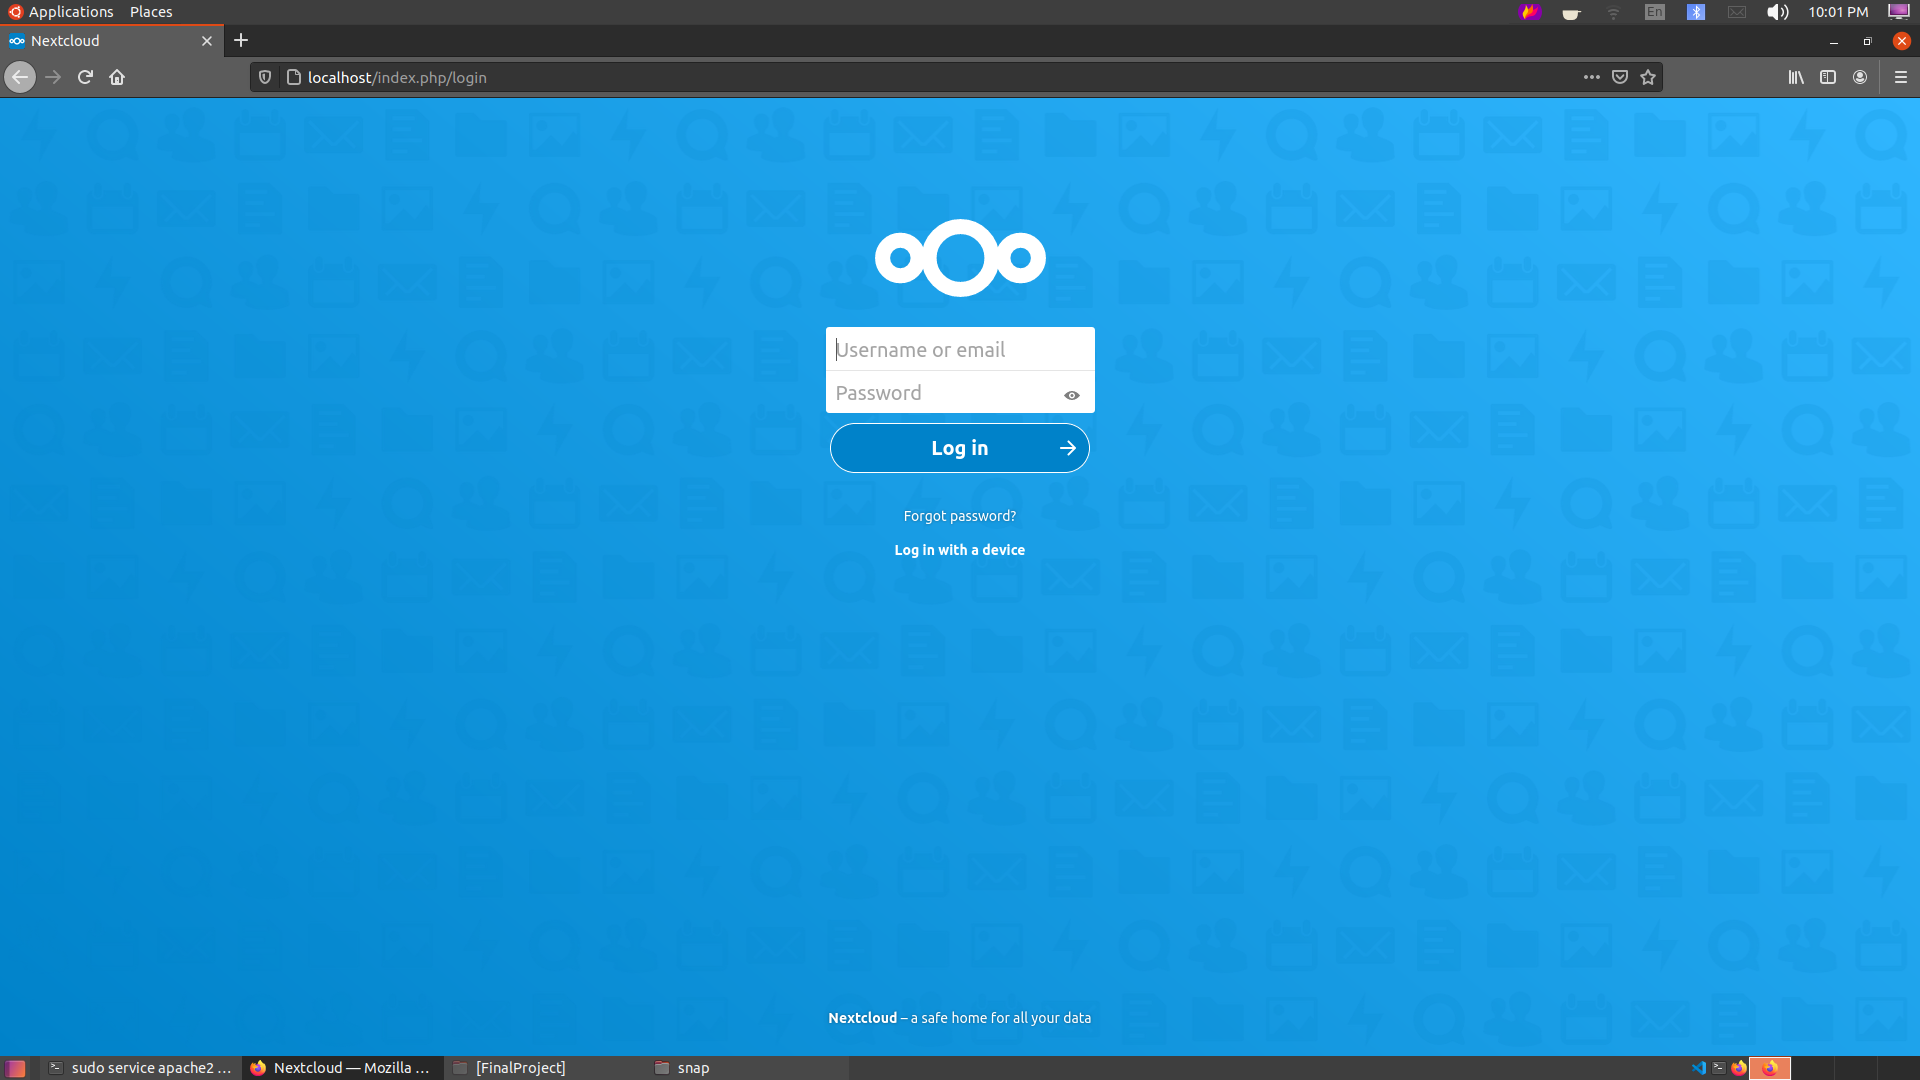 Applications Places En 10:01 PM
Nextcloud
localhost/index.php/login
Username or email
Password
Log in
Forgot password?
Log in with a device
Nextcloud – a safe home for all your data
sudo service apache2 ... Nextcloud — Mozilla ... [FinalProject] snap